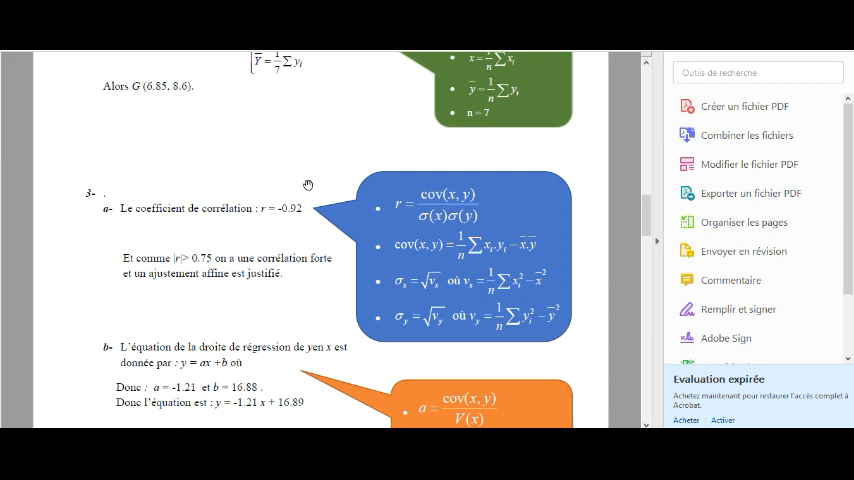 Y̅ = 1/7 ∑ yᵢ
Alors G (6.85, 8.6).
• x̅ = 1/n ∑ xᵢ
• y̅ = 1/n ∑ yᵢ
• n = 7
3- .
a- Le coefficient de corrélation : r = -0.92
Et comme |r|> 0.75 on a une corrélation forte
et un ajustement affine est justifié.
• r = cov(x, y) / σ(x)σ(y)
• cov(x, y) = 1/n ∑ xᵢ.yᵢ − x̅.y̅
• σₓ = √vₓ où vₓ = 1/n ∑ xᵢ² − x̅²
• σᵧ = √vᵧ où vᵧ = 1/n ∑ yᵢ² − y̅²
b- L'équation de la droite de régression de yen x est
donnée par : y = ax +b où
Donc : a = -1.21 et b = 16.88 .
Donc l'équation est : y = -1.21 x + 16.89
• a = cov(x, y) / V(x)
Outils de recherche
Créer un fichier PDF
Combiner les fichiers
Modifier le fichier PDF
Exporter un fichier PDF
Organiser les pages
Envoyer en révision
Commentaire
Remplir et signer
Adobe Sign
Evaluation expirée
Achetez maintenant pour restaurer l'accès complet à
Acrobat.
Acheter Activer